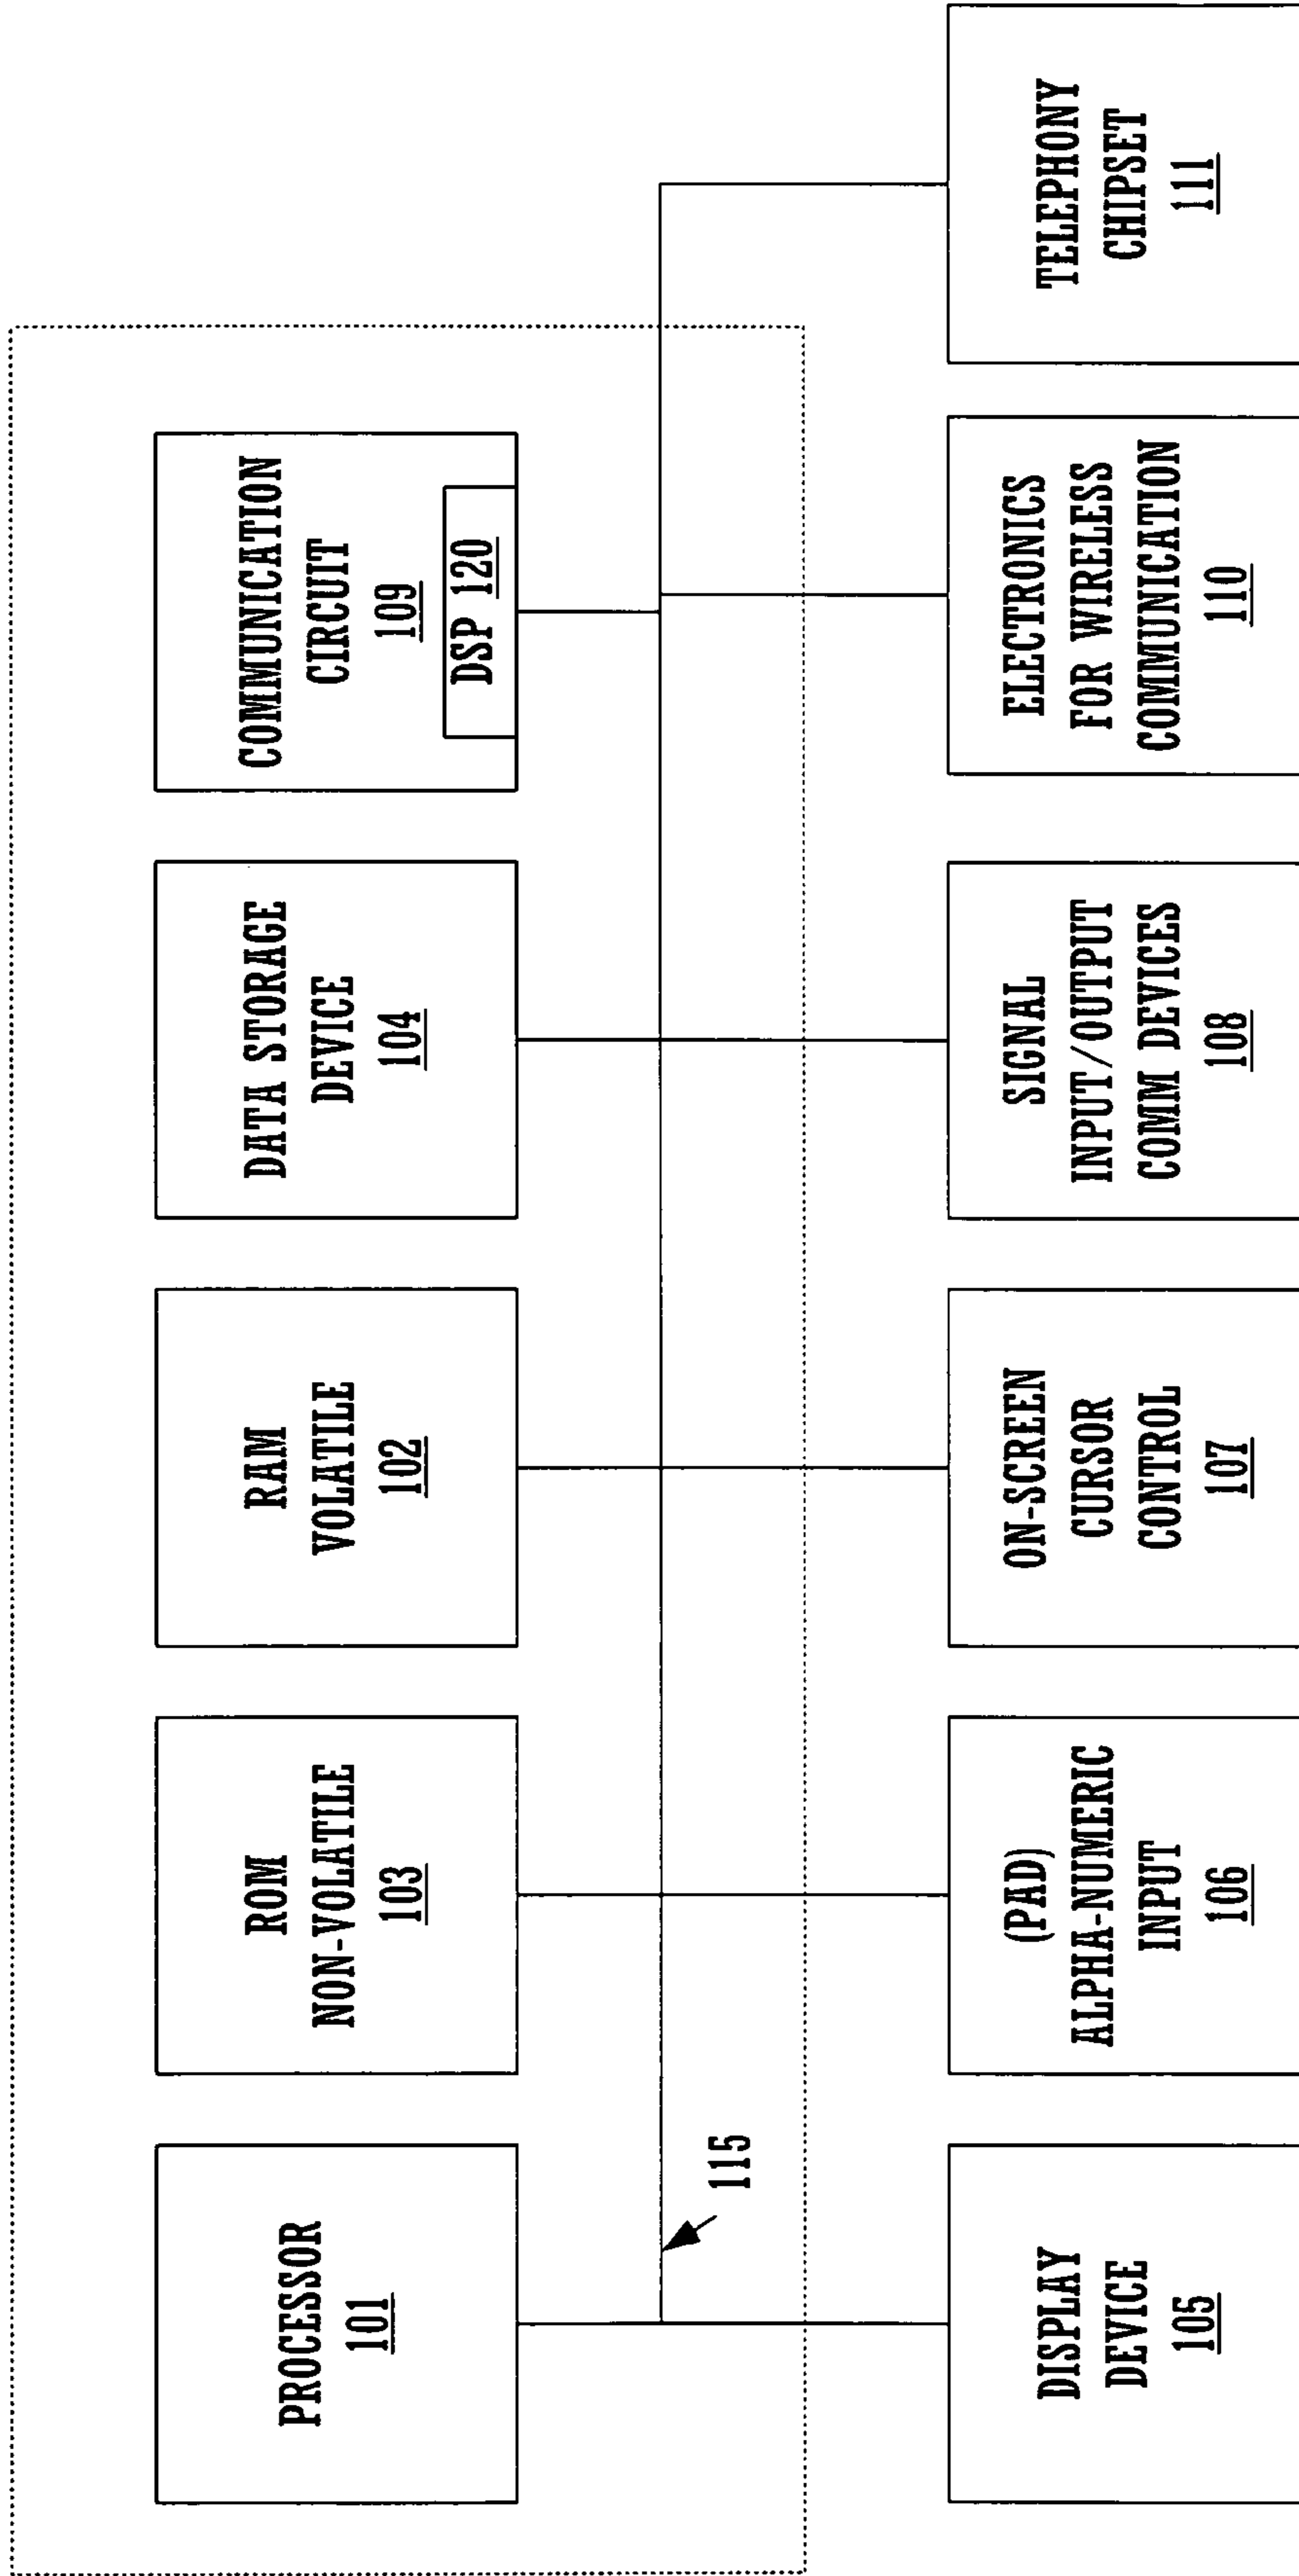 PROCESSOR
101
ROM
NON-VOLATILE
103
RAM
VOLATILE
102
DATA STORAGE
DEVICE
104
COMMUNICATION
CIRCUIT
109
DSP 120
115
DISPLAY
DEVICE
105
(PAD)
ALPHA-NUMERIC
INPUT
106
ON-SCREEN
CURSOR
CONTROL
107
SIGNAL
INPUT/OUTPUT
COMM DEVICES
108
ELECTRONICS
FOR WIRELESS
COMMUNICATION
110
TELEPHONY
CHIPSET
111